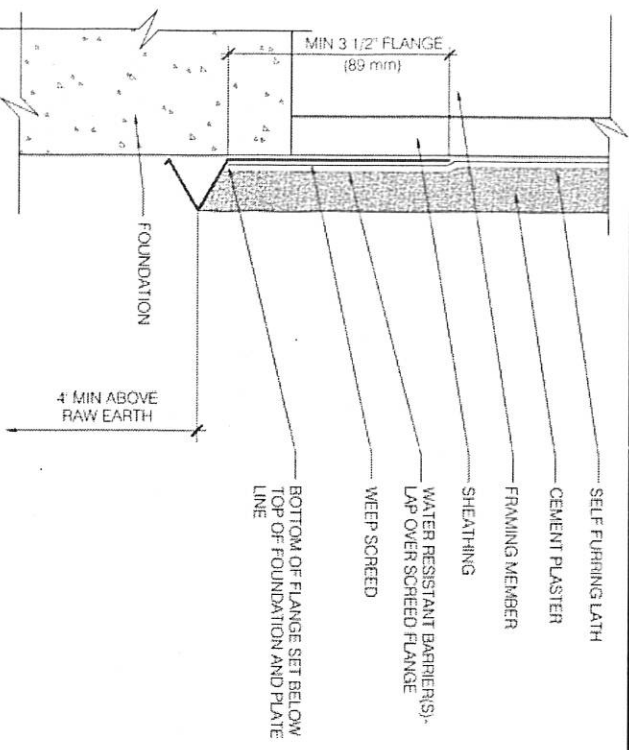 MIN 3 1/2" FLANGE
(89 mm)
SELF FURRING LATH
CEMENT PLASTER
FRAMING MEMBER
SHEATHING
WATER RESISTANT BARRIER(S)-
LAP OVER SCREED FLANGE
WEEP SCREED
BOTTOM OF FLANGE SET BELOW
TOP OF FOUNDATION AND PLATE
LINE
FOUNDATION
4' MIN ABOVE
RAW EARTH